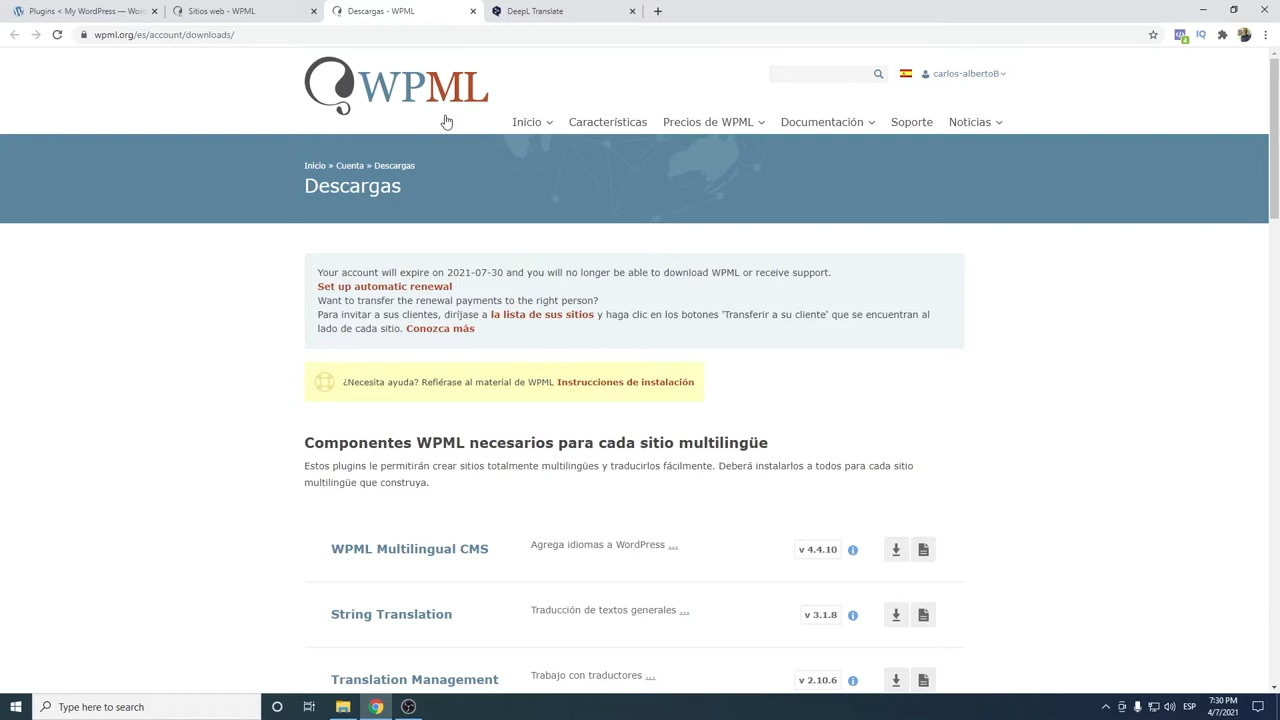 Plugins ‹ My WordPress — Wor
Sitios web - WPML
Descargas - WPML
DeepL Translate
wpml.org/es/account/downloads/
WPML
carlos-albertoB
Inicio
Características
Precios de WPML
Documentación
Soporte
Noticias
Inicio » Cuenta » Descargas
Descargas
Your account will expire on 2021-07-30 and you will no longer be able to download WPML or receive support.
Set up automatic renewal
Want to transfer the renewal payments to the right person?
Para invitar a sus clientes, diríjase a la lista de sus sitios y haga clic en los botones 'Transferir a su cliente' que se encuentran al
lado de cada sitio. Conozca más
¿Necesita ayuda? Refiérase al material de WPML Instrucciones de instalación
Componentes WPML necesarios para cada sitio multilingüe
Estos plugins le permitirán crear sitios totalmente multilingües y traducirlos fácilmente. Deberá instalarlos a todos para cada sitio
multilingüe que construya.
WPML Multilingual CMS
Agrega idiomas a WordPress ...
v 4.4.10
String Translation
Traducción de textos generales ...
v 3.1.8
Translation Management
Trabajo con traductores ...
v 2.10.6
Type here to search
ESP
7:30 PM
4/7/2021